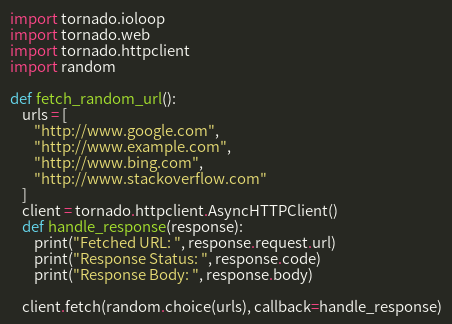 import tornado.ioloop
import tornado.web
import tornado.httpclient
import random

def fetch_random_url():
    urls = [
        "http://www.google.com",
        "http://www.example.com",
        "http://www.bing.com",
        "http://www.stackoverflow.com"
    ]
    client = tornado.httpclient.AsyncHTTPClient()
    def handle_response(response):
        print("Fetched URL: ", response.request.url)
        print("Response Status: ", response.code)
        print("Response Body: ", response.body)

    client.fetch(random.choice(urls), callback=handle_response)